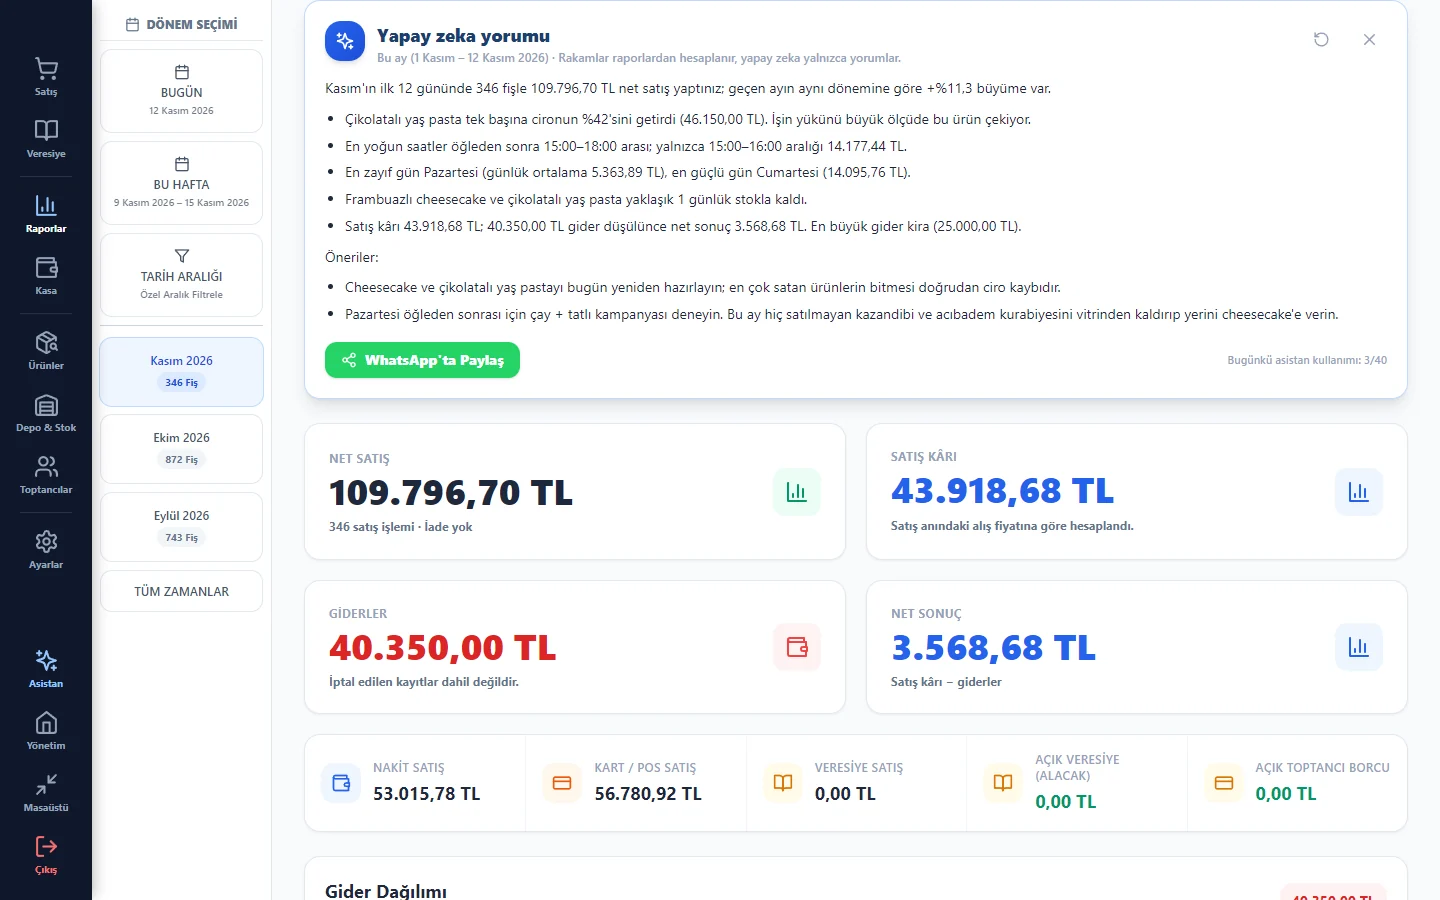 Satış
Veresiye
Raporlar
Kasa
Ürünler
Depo & Stok
Toptancılar
Ayarlar
Asistan
Yönetim
Masaüstü
Çıkış
DÖNEM SEÇİMİ
BUGÜN
12 Kasım 2026
BU HAFTA
9 Kasım 2026 – 15 Kasım 2026
TARİH ARALIĞI
Özel Aralık Filtrele
Kasım 2026
346 Fiş
Ekim 2026
872 Fiş
Eylül 2026
743 Fiş
TÜM ZAMANLAR
Yapay zeka yorumu
Bu ay (1 Kasım – 12 Kasım 2026) · Rakamlar raporlardan hesaplanır, yapay zeka yalnızca yorumlar.
Kasım'ın ilk 12 gününde 346 fişle 109.796,70 TL net satış yaptınız; geçen ayın aynı dönemine göre +%11,3 büyüme var.
• Çikolatalı yaş pasta tek başına cironun %42'sini getirdi (46.150,00 TL). İşin yükünü büyük ölçüde bu ürün çekiyor.
• En yoğun saatler öğleden sonra 15:00–18:00 arası; yalnızca 15:00–16:00 aralığı 14.177,44 TL.
• En zayıf gün Pazartesi (günlük ortalama 5.363,89 TL), en güçlü gün Cumartesi (14.095,76 TL).
• Frambuazlı cheesecake ve çikolatalı yaş pasta yaklaşık 1 günlük stokla kaldı.
• Satış kârı 43.918,68 TL; 40.350,00 TL gider düşülünce net sonuç 3.568,68 TL. En büyük gider kira (25.000,00 TL).
Öneriler:
• Cheesecake ve çikolatalı yaş pastayı bugün yeniden hazırlayın; en çok satan ürünlerin bitmesi doğrudan ciro kaybıdır.
• Pazartesi öğleden sonrası için çay + tatlı kampanyası deneyin. Bu ay hiç satılmayan kazandibi ve acıbadem kurabiyesini vitrinden kaldırıp yerini cheesecake'e verin.
WhatsApp'ta Paylaş
Bugünkü asistan kullanımı: 3/40
NET SATIŞ
109.796,70 TL
346 satış işlemi · İade yok
SATIŞ KÂRI
43.918,68 TL
Satış anındaki alış fiyatına göre hesaplandı.
GİDERLER
40.350,00 TL
İptal edilen kayıtlar dahil değildir.
NET SONUÇ
3.568,68 TL
Satış kârı – giderler
NAKİT SATIŞ
53.015,78 TL
KART / POS SATIŞ
56.780,92 TL
VERESİYE SATIŞ
0,00 TL
AÇIK VERESİYE
(ALACAK)
0,00 TL
AÇIK TOPTANCI BORCU
0,00 TL
Gider Dağılımı
40.350,00 TL